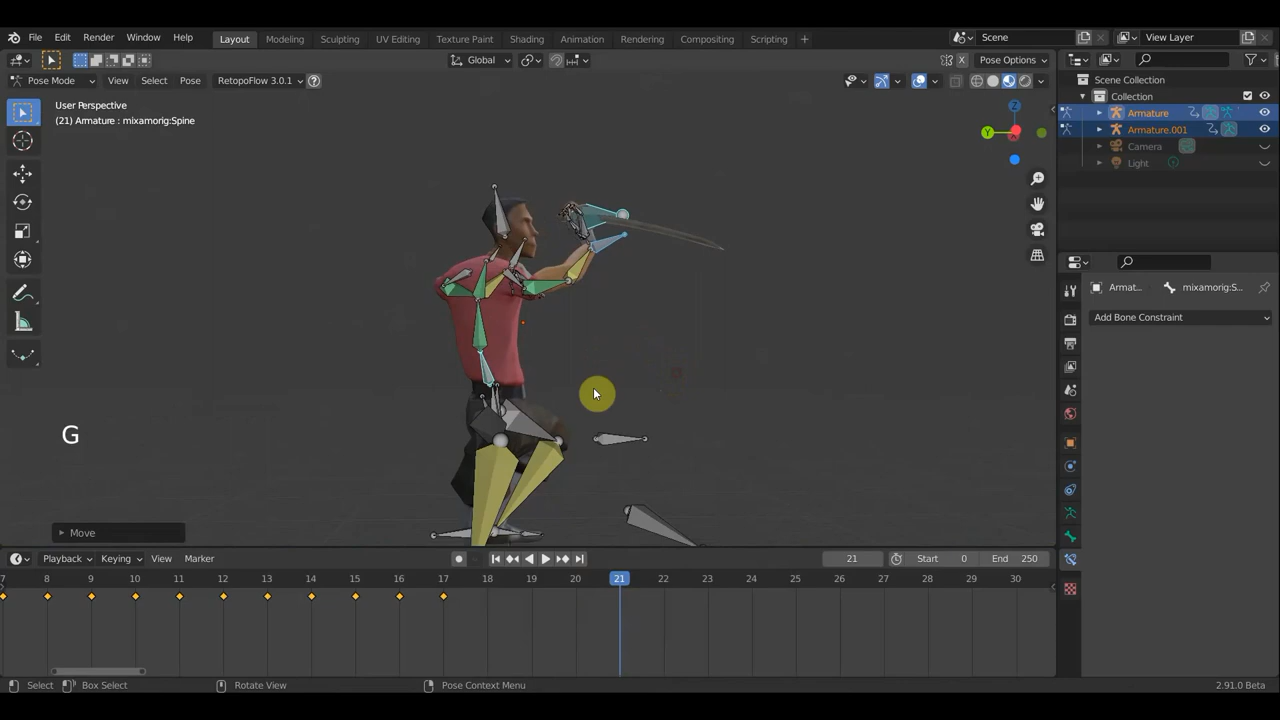 File Edit Render Window Help Layout Modeling Sculpting UV Editing Texture Paint Shading Animation Rendering Compositing Scripting + Scene View Layer
Global Pose Options
Pose Mode View Select Pose RetopoFlow 3.0.1
User Perspective
(21) Armature : mixamorig:Spine
Scene Collection
Collection
Armature
Armature.001
Camera
Light
Armat... mixamorig:S...
Add Bone Constraint
Z
Y
X
G
Move
Playback Keying View Marker 21 Start 0 End 250
7 8 9 10 11 12 13 14 15 16 17 18 19 20 21 22 23 24 25 26 27 28 29 30
Select Box Select Rotate View Pose Context Menu 2.91.0 Beta